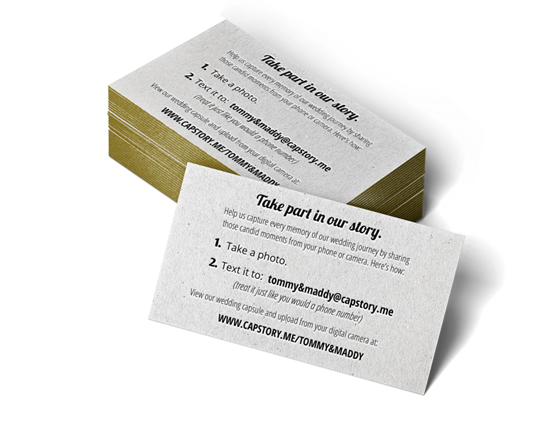 Take part in our story.
Help us capture every memory of our wedding journey by sharing
those candid moments from your phone or camera. Here's how:
1. Take a photo.
2. Text it to: tommy&maddy@capstory.me
(treat it just like you would a phone number)
View our wedding capsule and upload from your digital camera at:
WWW.CAPSTORY.ME/TOMMY&MADDY
Take part in our story.
Help us capture every memory of our wedding journey by sharing
those candid moments from your phone or camera. Here's how:
1. Take a photo.
2. Text it to: tommy&maddy@capstory.me
(treat it just like you would a phone number)
View our wedding capsule and upload from your digital camera at:
WWW.CAPSTORY.ME/TOMMY&MADDY